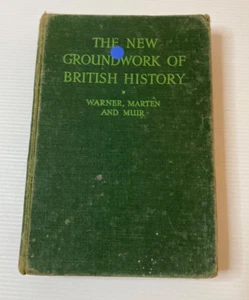 THE NEW
GROUNDWORK OF
BRITISH HISTORY
WARNER, MARTEN
AND MUIR